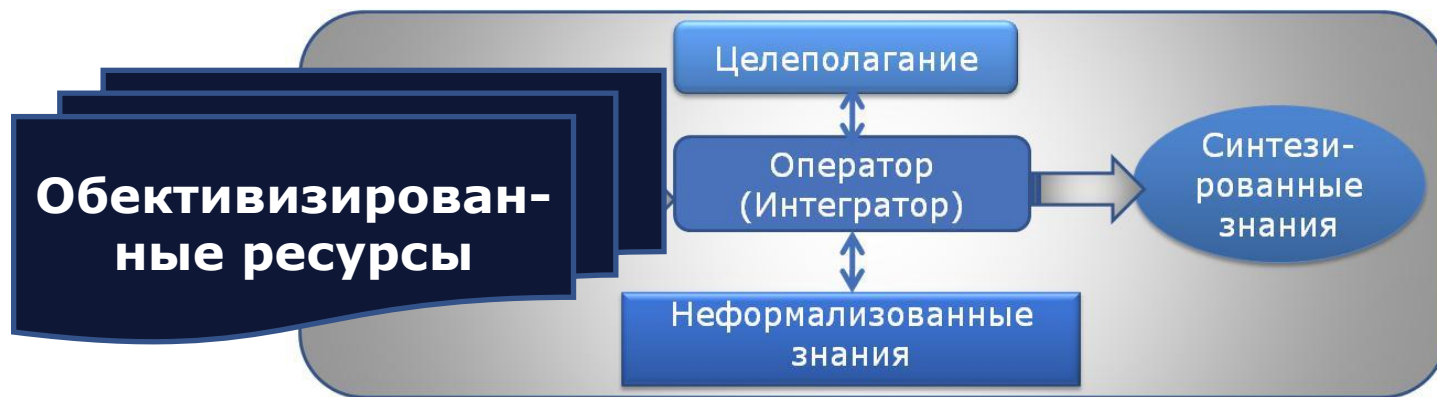 Целеполагание
Обективизирован-
ные ресурсы
Оператор
(Интегратор)
Синтези-
рованные
знания
Неформализованные
знания